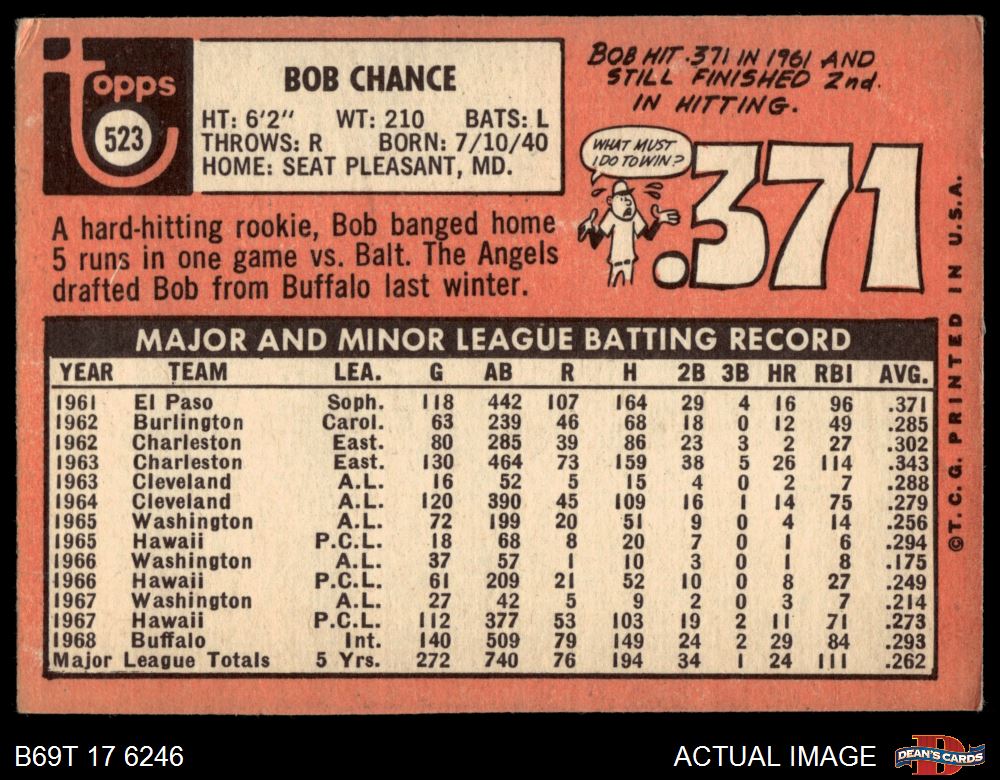 topps
523
BOB CHANCE
HT: 6'2" WT: 210 BATS: L
THROWS: R BORN: 7/10/40
HOME: SEAT PLEASANT, MD.
BOB HIT .371 IN 1961 AND
STILL FINISHED 2nd.
IN HITTING.
WHAT MUST
I DO TO WIN?
.371
A hard-hitting rookie, Bob banged home
5 runs in one game vs. Balt. The Angels
drafted Bob from Buffalo last winter.
MAJOR AND MINOR LEAGUE BATTING RECORD
YEAR TEAM LEA. G AB R H 2B 3B HR RBI AVG.
1961 El Paso Soph. 118 442 107 164 29 4 16 96 .371
1962 Burlington Carol. 63 239 46 68 18 0 12 49 .285
1962 Charleston East. 80 285 39 86 23 3 2 27 .302
1963 Charleston East. 130 464 73 159 38 5 26 114 .343
1963 Cleveland A.L. 16 52 5 15 4 0 2 7 .288
1964 Cleveland A.L. 120 390 45 109 16 1 14 75 .279
1965 Washington A.L. 72 199 20 51 9 0 4 14 .256
1965 Hawaii P.C.L. 18 68 8 20 7 0 1 6 .294
1966 Washington A.L. 37 57 1 10 3 0 1 8 .175
1966 Hawaii P.C.L. 61 209 21 52 10 0 8 27 .249
1967 Washington A.L. 27 42 5 9 2 0 3 7 .214
1967 Hawaii P.C.L. 112 377 53 103 19 2 11 71 .273
1968 Buffalo Int. 140 509 79 149 24 2 29 84 .293
Major League Totals 5 Yrs. 272 740 76 194 34 1 24 111 .262
©T.C.G. PRINTED IN U.S.A.
B69T 17 6246
ACTUAL IMAGE
DEAN'S CARDS